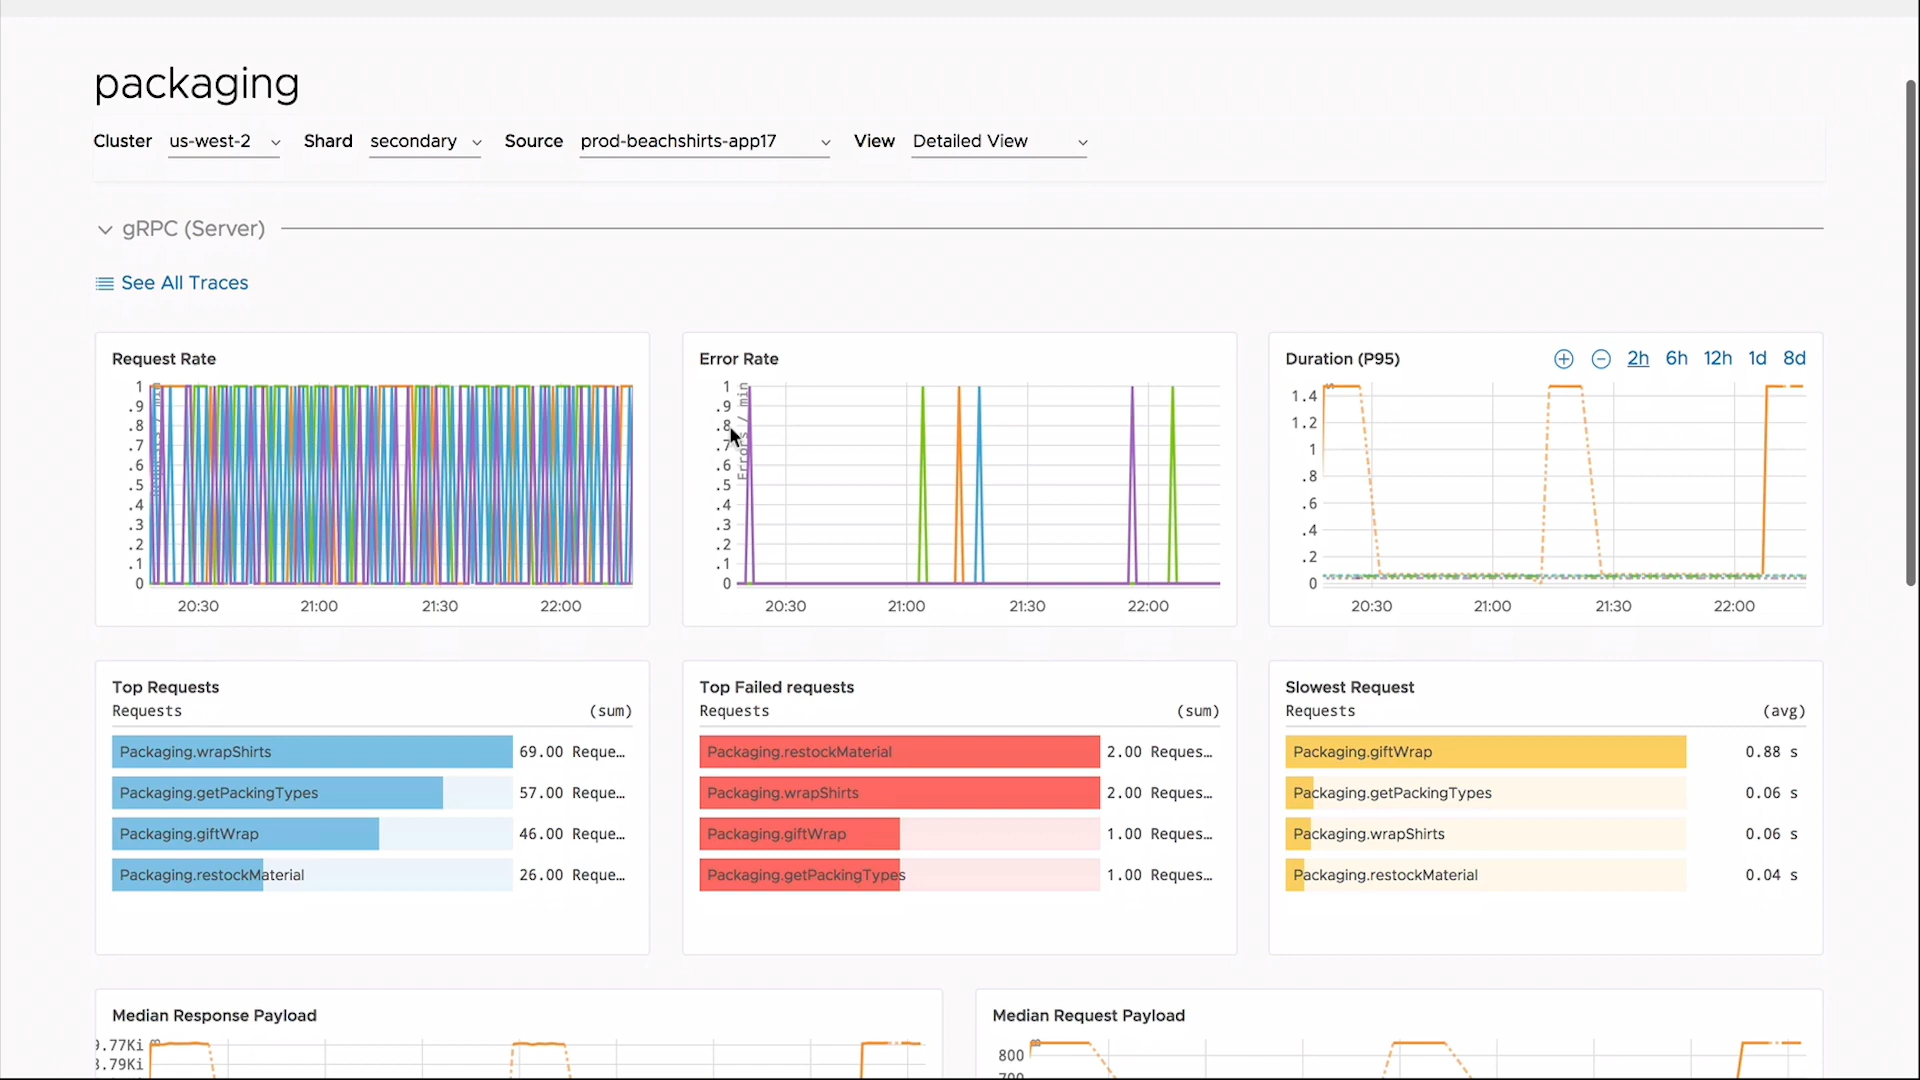 packaging
Cluster us-west-2 Shard secondary Source prod-beachshirts-app17 View Detailed View
gRPC (Server)
See All Traces
Request Rate
1
.9
.8
.7
.6
.5
.4
.3
.2
.1
0
20:30 21:00 21:30 22:00
Error Rate
Errors / min
1
.9
.8
.7
.6
.5
.4
.3
.2
.1
0
20:30 21:00 21:30 22:00
Duration (P95) 2h 6h 12h 1d 8d
s
1.4
1.2
1
.8
.6
.4
.2
0
20:30 21:00 21:30 22:00
Top Requests
Requests (sum)
Packaging.wrapShirts 69.00 Reque…
Packaging.getPackingTypes 57.00 Reque…
Packaging.giftWrap 46.00 Reque…
Packaging.restockMaterial 26.00 Reque…
Top Failed requests
Requests (sum)
Packaging.restockMaterial 2.00 Reques…
Packaging.wrapShirts 2.00 Reques…
Packaging.giftWrap 1.00 Reques…
Packaging.getPackingTypes 1.00 Reques…
Slowest Request
Requests (avg)
Packaging.giftWrap 0.88 s
Packaging.getPackingTypes 0.06 s
Packaging.wrapShirts 0.06 s
Packaging.restockMaterial 0.04 s
Median Response Payload
9.77Ki
8.79Ki
Median Request Payload
800
700